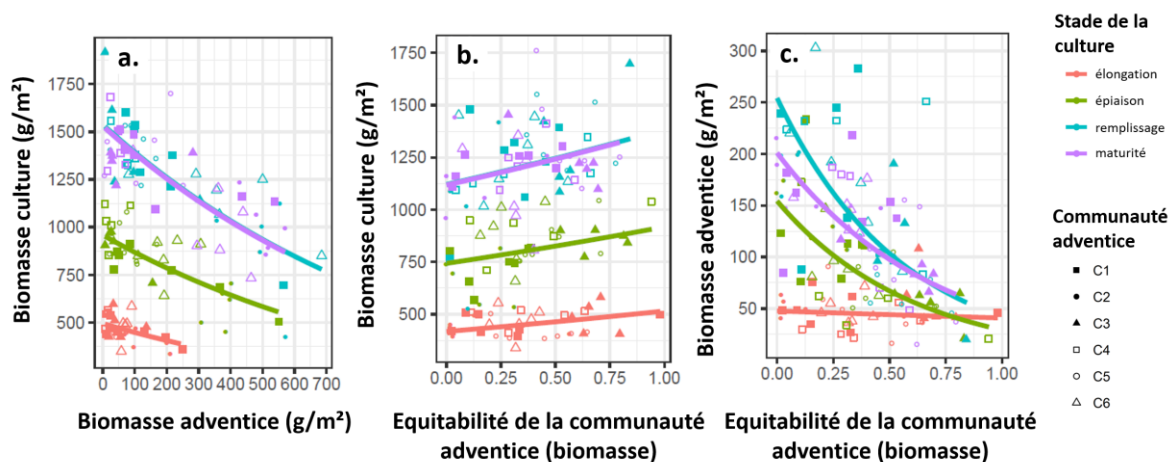 a.
Biomasse culture (g/m²)
1750
1500
1250
1000
750
500
0 100 200 300 400 500 600 700
Biomasse adventice (g/m²)
b.
Biomasse culture (g/m²)
1750
1500
1250
1000
750
500
0.00 0.25 0.50 0.75 1.00
Equitabilité de la communauté
adventice (biomasse)
c.
Biomasse adventice (g/m²)
300
250
200
150
100
50
0.00 0.25 0.50 0.75 1.00
Equitabilité de la communauté
adventice (biomasse)
Stade de la
culture
élongation
épiaison
remplissage
maturité
Communauté
adventice
C1
C2
C3
C4
C5
C6